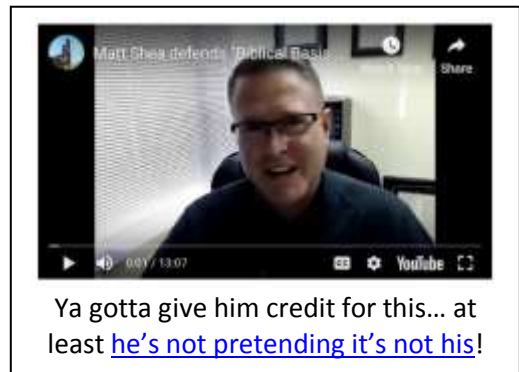 Matt Shea defends "Biblical Basis
Share
0:01 / 13:07
CC
YouTube
Ya gotta give him credit for this… at
least he's not pretending it's not his!